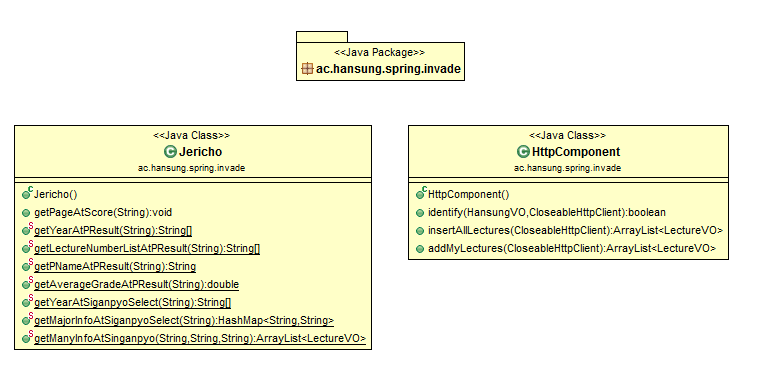 <<Java Package>>
ac.hansung.spring.invade
<<Java Class>>
Jericho
ac.hansung.spring.invade
Jericho()
getPageAtScore(String):void
getYearAtPResult(String):String[]
getLectureNumberListAtPResult(String):String[]
getPNameAtPResult(String):String
getAverageGradeAtPResult(String):double
getYearAtSiganpyoSelect(String):String[]
getMajorInfoAtSiganpyoSelect(String):HashMap<String,String>
getManyInfoAtSinganpyo(String,String,String):ArrayList<LectureVO>
<<Java Class>>
HttpComponent
ac.hansung.spring.invade
HttpComponent()
identify(HansungVO,CloseableHttpClient):boolean
insertAllLectures(CloseableHttpClient):ArrayList<LectureVO>
addMyLectures(CloseableHttpClient):ArrayList<LectureVO>